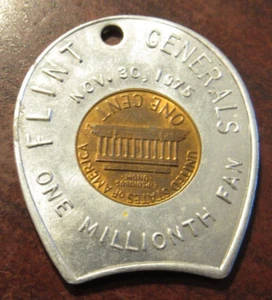 FLINT GENERALS
NOV. 30, 1975
ONE MILLIONTH FAN
UNITED STATES OF AMERICA
ONE CENT